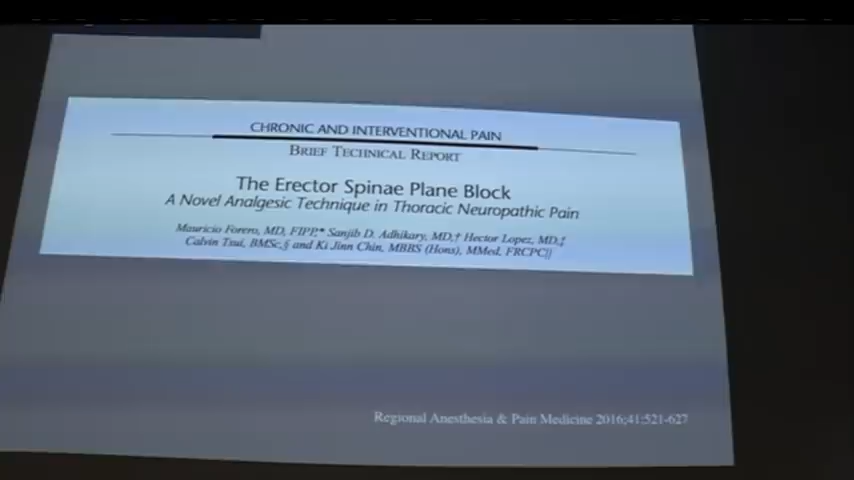 CHRONIC AND INTERVENTIONAL PAIN
BRIEF TECHNICAL REPORT
The Erector Spinae Plane Block
A Novel Analgesic Technique in Thoracic Neuropathic Pain
Mauricio Forero, MD, FIPP,* Sanjib D. Adhikary, MD,† Hector Lopez, MD,‡
Calvin Tsui, BMSc,§ and Ki Jinn Chin, MBBS (Hons), MMed, FRCPC||
Regional Anesthesia & Pain Medicine 2016;41:521-627